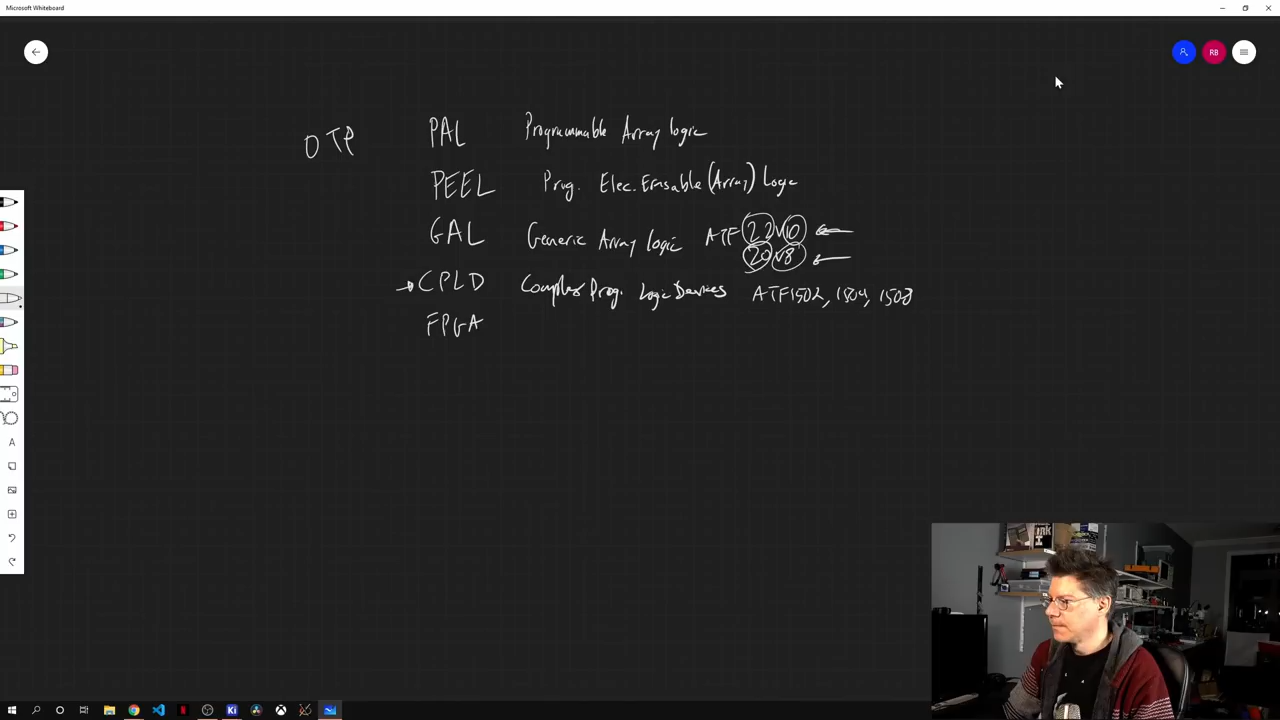 Microsoft Whiteboard
RB
OTP PAL Programmable Array logic
PEEL Prog. Elec. Erasable (Array) Logic
GAL Generic Array logic ATF 22V10
20V8
CPLD Complex Prog. Logic Devices ATF1502, 1504, 1508
FPGA
A
Ki